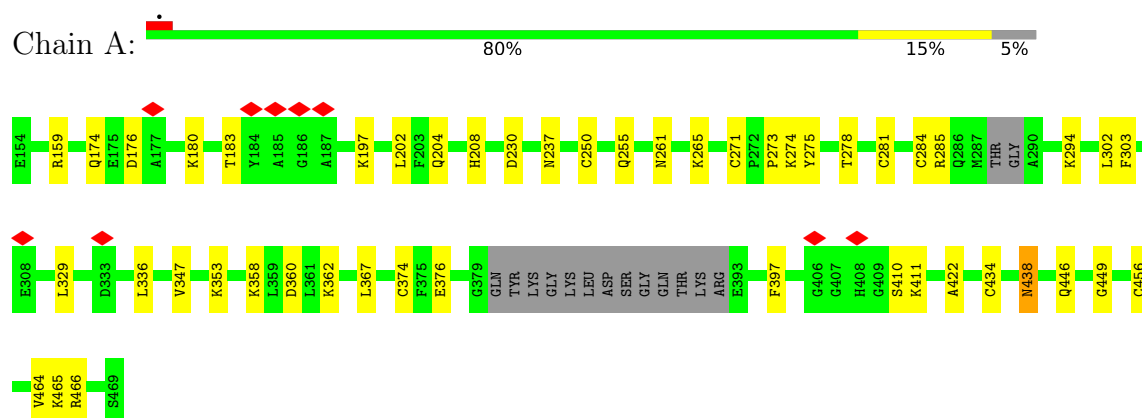 Chain A:
80% 15% 5%
E154 R159 Q174 E175 D176 A177 K180 T183 Y184 A185 G186 A187 K197 L202 F203 Q204 H208 D230 N237 C250 Q255 N261 K265 C271 P272 P273 K274 Y275 T278 C281 C284 R285 Q286 M287 THR GLY A290 K294 L302 F303
E308 L329 D333 L336 V347 K353 K358 L359 D360 L361 K362 L367 C374 F375 E376 G379 GLN TYR LYS GLY LYS LEU ASP SER GLY GLN THR LYS ARG E393 F397 G406 G407 H408 G409 S410 K411 A422 C434 N438 Q446 G449 C456
V464 K465 R466 S469